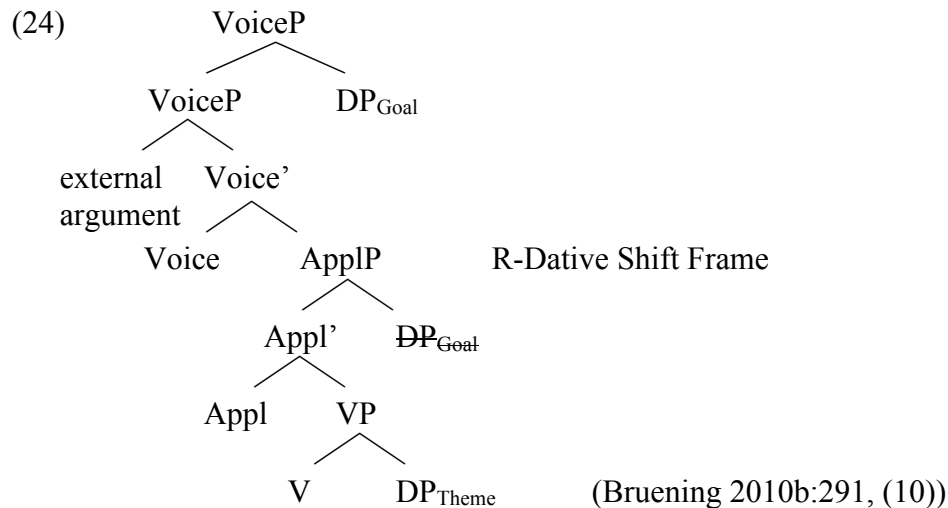 (24) VoiceP
VoiceP DPGoal
external Voice’
argument
Voice ApplP R-Dative Shift Frame
Appl’ DPGoal
Appl VP
V DPTheme (Bruening 2010b:291, (10))